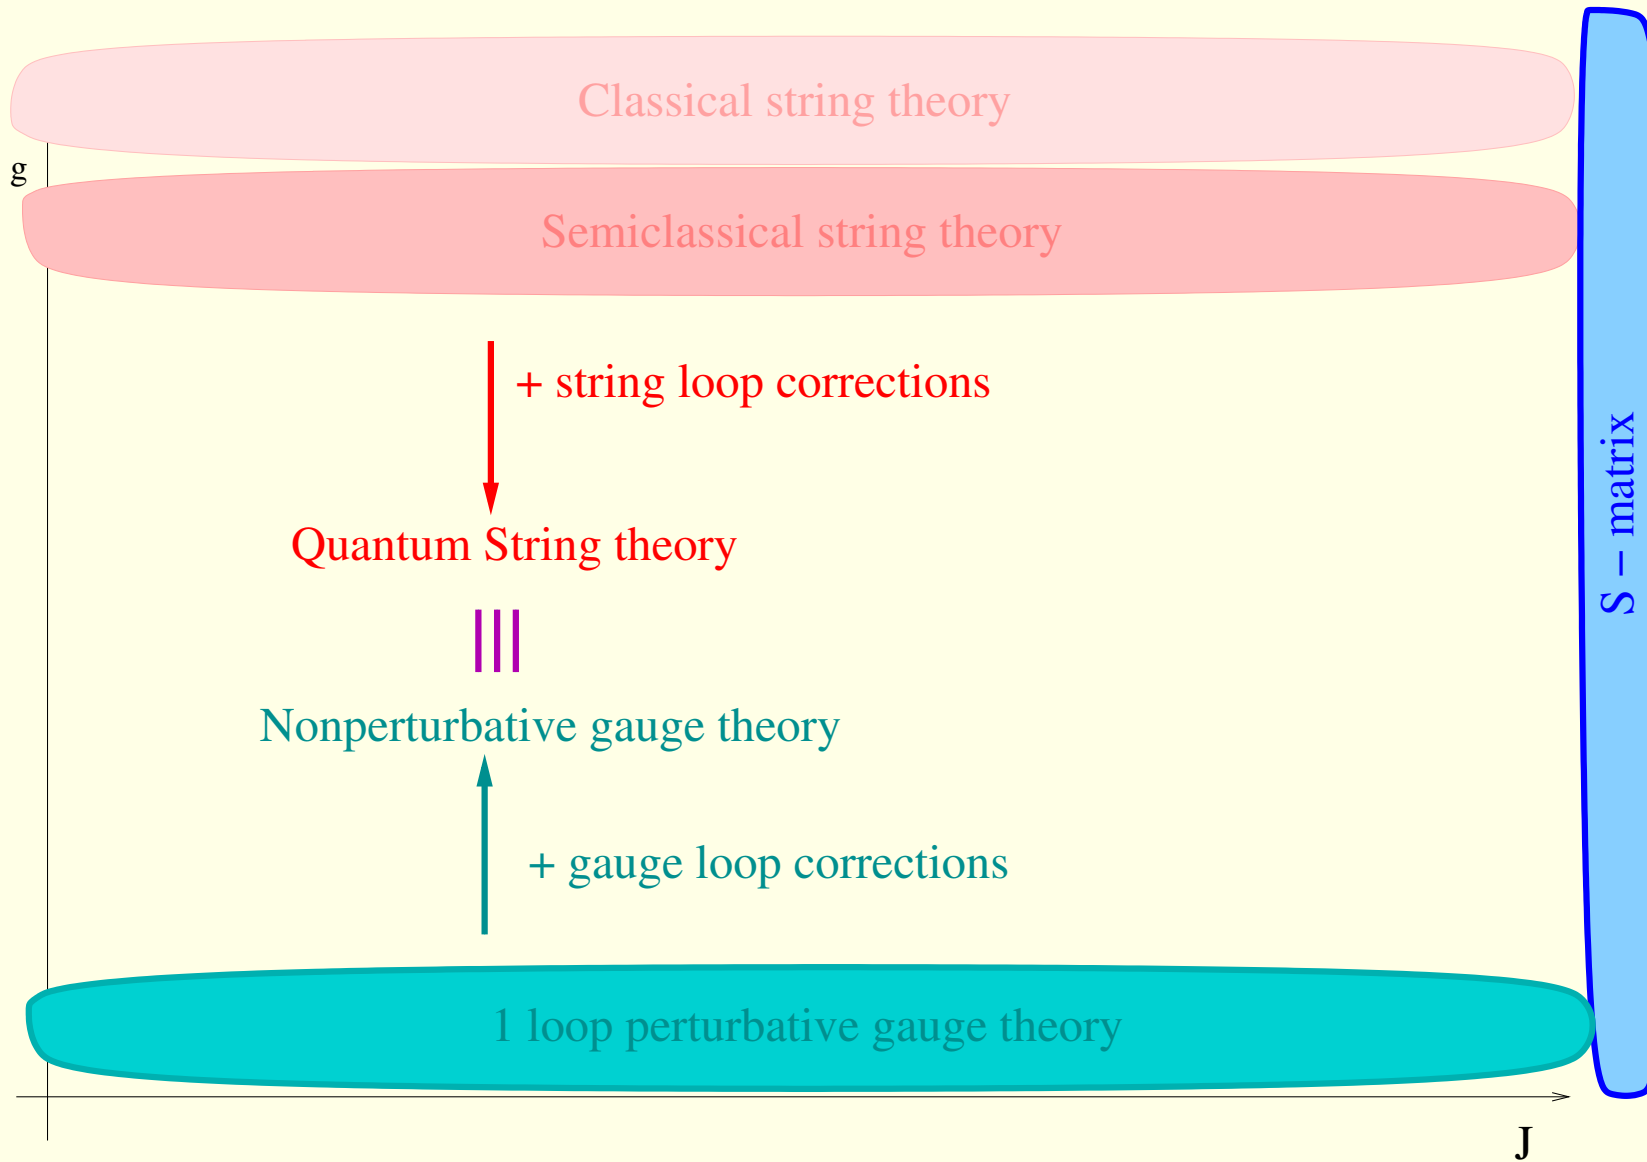 Classical string theory
g
Semiclassical string theory
+ string loop corrections
Quantum String theory
Nonperturbative gauge theory
+ gauge loop corrections
1 loop perturbative gauge theory
J
S – matrix